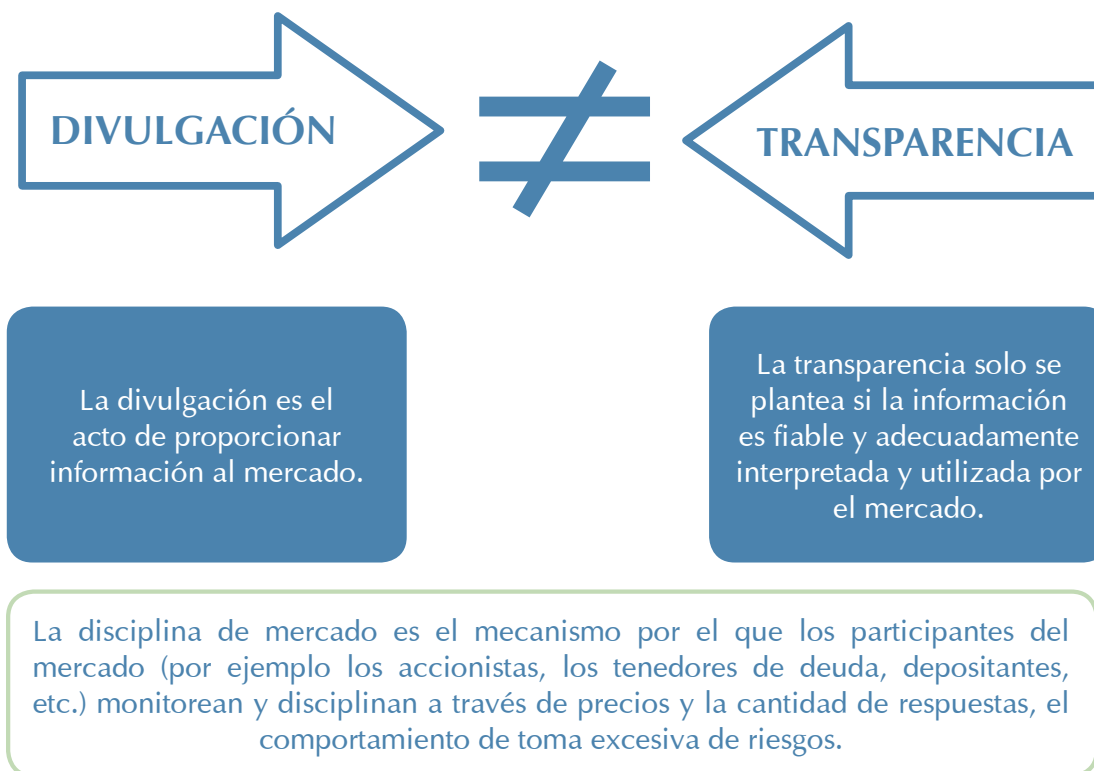 DIVULGACIÓN
≠
TRANSPARENCIA
La divulgación es el
acto de proporcionar
información al mercado.
La transparencia solo se
plantea si la información
es fiable y adecuadamente
interpretada y utilizada por
el mercado.
La disciplina de mercado es el mecanismo por el que los participantes del
mercado (por ejemplo los accionistas, los tenedores de deuda, depositantes,
etc.) monitorean y disciplinan a través de precios y la cantidad de respuestas, el
comportamiento de toma excesiva de riesgos.